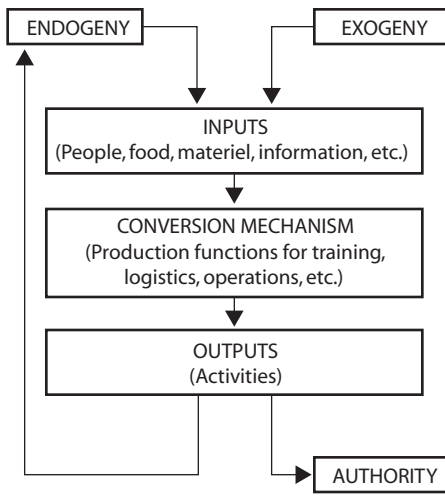 ENDOGENY
EXOGENY
INPUTS
(People, food, materiel, information, etc.)
CONVERSION MECHANISM
(Production functions for training,
logistics, operations, etc.)
OUTPUTS
(Activities)
AUTHORITY